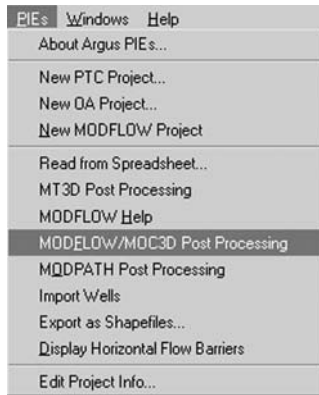 PIEs Windows Help
About Argus PIEs...
New PTC Project...
New OA Project...
New MODFLOW Project
Read from Spreadsheet...
MT3D Post Processing
MODFLOW Help
MODELOW/MOC3D Post Processing
MODPATH Post Processing
Import Wells
Export as Shapefiles...
Display Horizontal Flow Barriers
Edit Project Info...